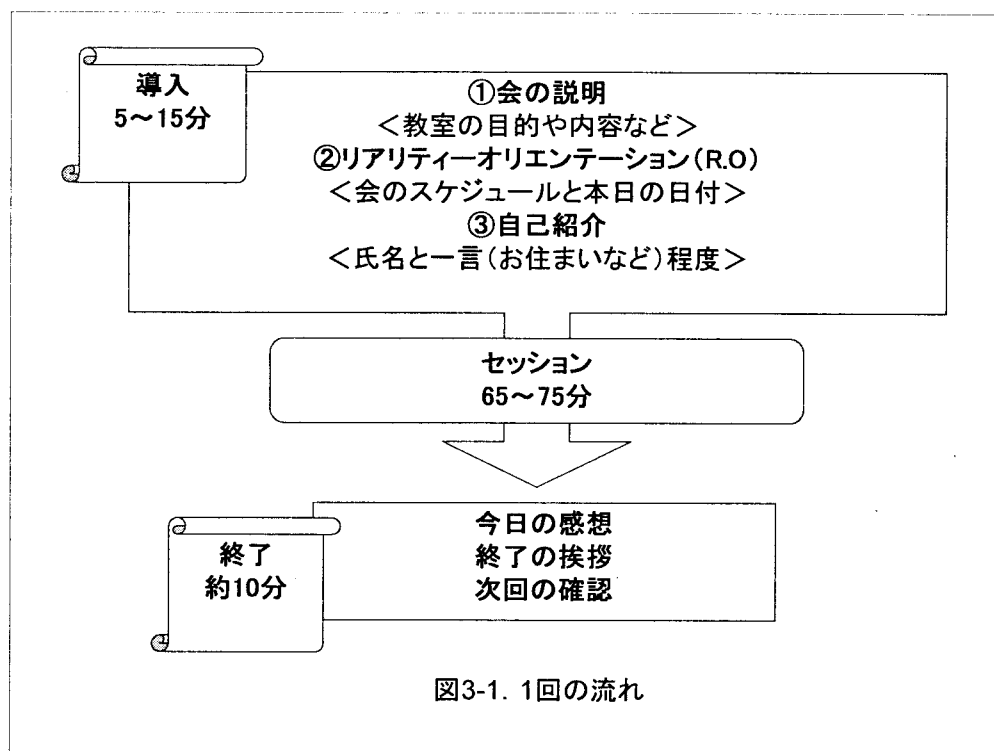 導入
5～15分
①会の説明
＜教室の目的や内容など＞
②リアリティーオリエンテーション(R.O)
＜会のスケジュールと本日の日付＞
③自己紹介
＜氏名と一言(お住まいなど)程度＞
セッション
65～75分
終了
約10分
今日の感想
終了の挨拶
次回の確認
図3-1. 1回の流れ